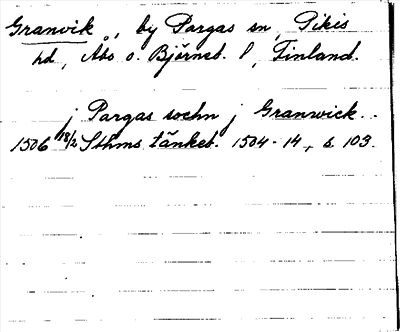 Granvik, by Pargas sn, Pikis
hd, Åbo o. Björneb. l, Finland.
j Pargas sochn j Granwick..
1506 18/2 Sthms tänkeb. 1504-14, s 103.